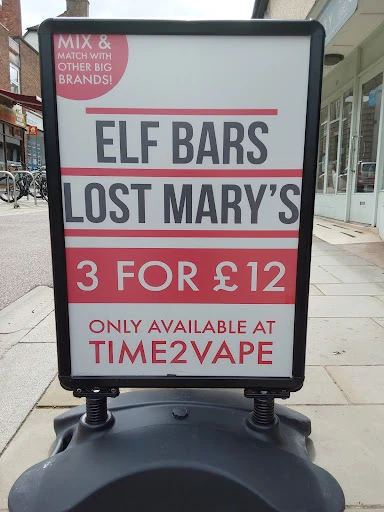 MIX &
MATCH WITH
OTHER BIG
BRANDS!
ELF BARS
LOST MARY'S
3 FOR £12
ONLY AVAILABLE AT
TIME2VAPE